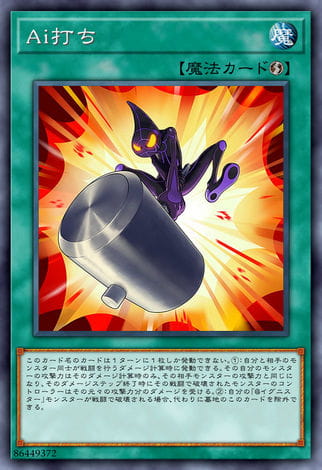 Ai打ち
魔
【魔法カード】
このカード名のカードは1ターンに1枚しか発動できない。①:自分と相手の
モンスター同士が戦闘を行うダメージ計算時に発動できる。その自分のモンスタ
ーの攻撃力はそのダメージ計算時のみ、その相手モンスターの攻撃力と同じにな
り、そのダメージステップ終了時にその戦闘で破壊されたモンスターのコント
ローラーはその元々の攻撃力分のダメージを受ける。②:自分の「@イグニス
ター」モンスターが戦闘で破壊される場合、代わりに墓地のこのカードを除外で
きる。
86449372